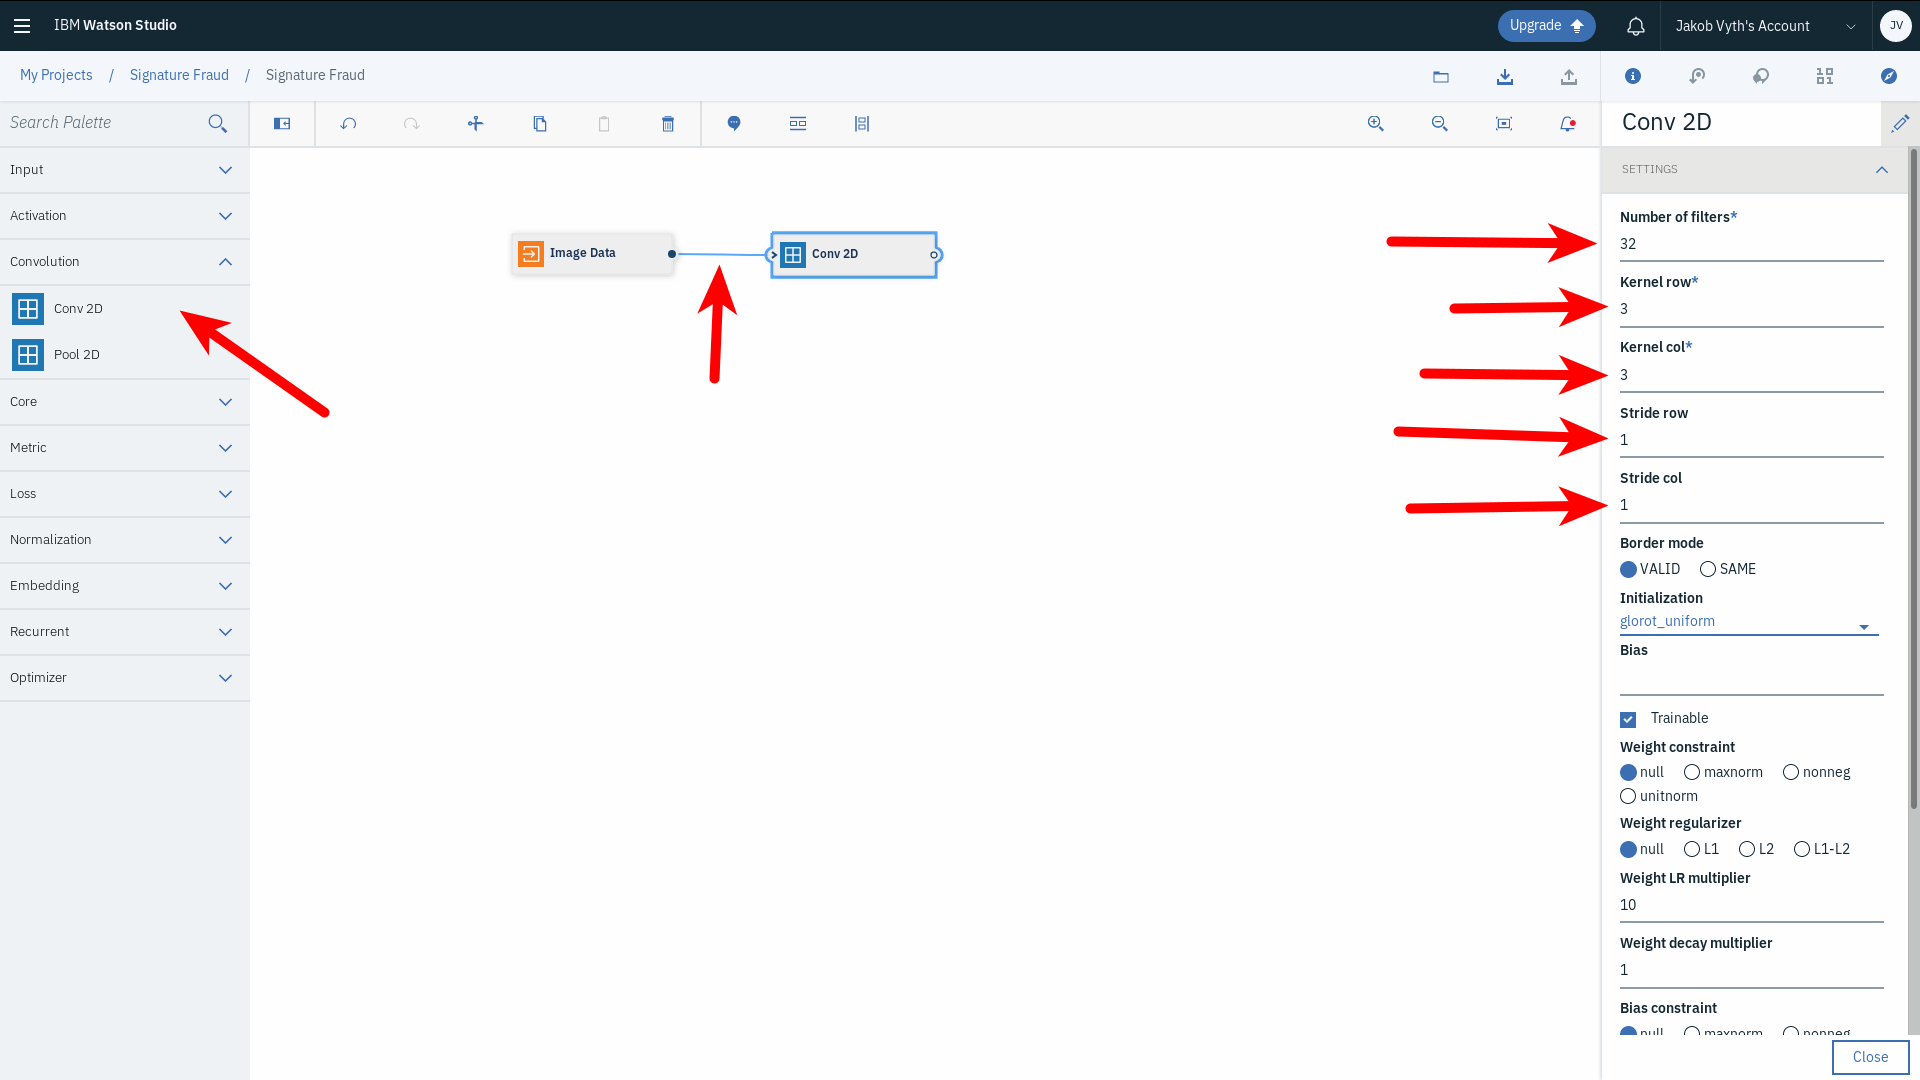 IBM Watson Studio
Upgrade
Jakob Vyth's Account
JV
My Projects / Signature Fraud / Signature Fraud
Search Palette
Input
Activation
Convolution
Conv 2D
Pool 2D
Core
Metric
Loss
Normalization
Embedding
Recurrent
Optimizer
Image Data
Conv 2D
Conv 2D
SETTINGS
Number of filters*
32
Kernel row*
3
Kernel col*
3
Stride row
1
Stride col
1
Border mode
VALID SAME
Initialization
glorot_uniform
Bias
Trainable
Weight constraint
null maxnorm nonneg
unitnorm
Weight regularizer
null L1 L2 L1-L2
Weight LR multiplier
10
Weight decay multiplier
1
Bias constraint
null maxnorm nonneg
Close